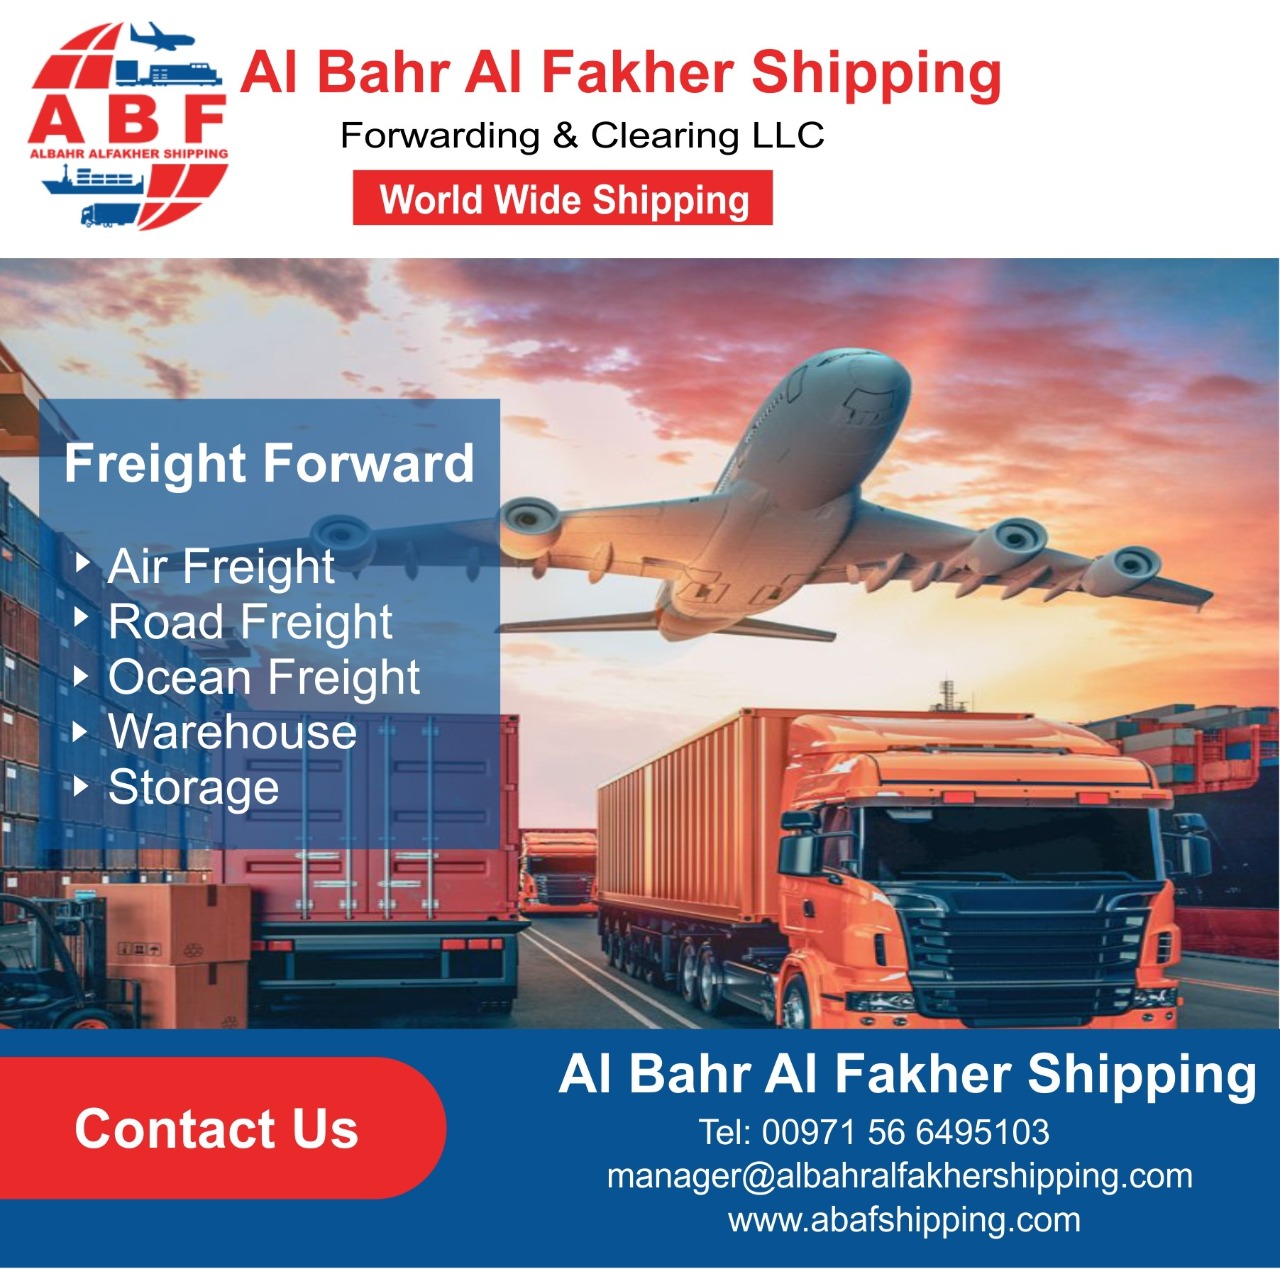 ABF
ALBAHR ALFAKHER SHIPPING
Al Bahr Al Fakher Shipping
Forwarding & Clearing LLC
World Wide Shipping
Freight Forward
Air Freight
Road Freight
Ocean Freight
Warehouse
Storage
Contact Us
Al Bahr Al Fakher Shipping
Tel: 00971 56 6495103
manager@albahralfakhershipping.com
www.abafshipping.com